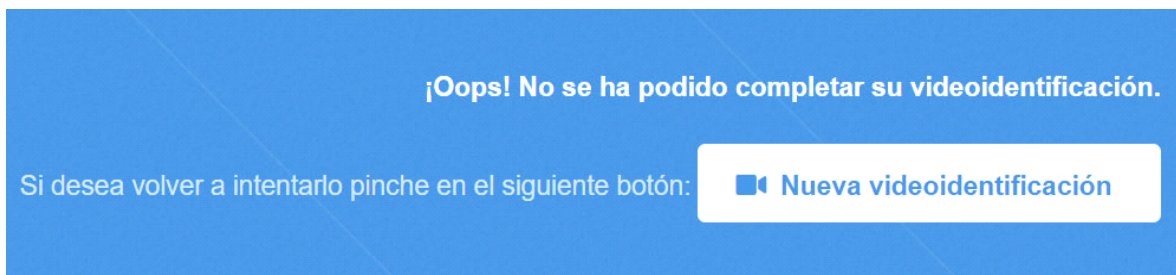 ¡Oops! No se ha podido completar su videoidentificación.
Si desea volver a intentarlo pinche en el siguiente botón: Nueva videoidentificación